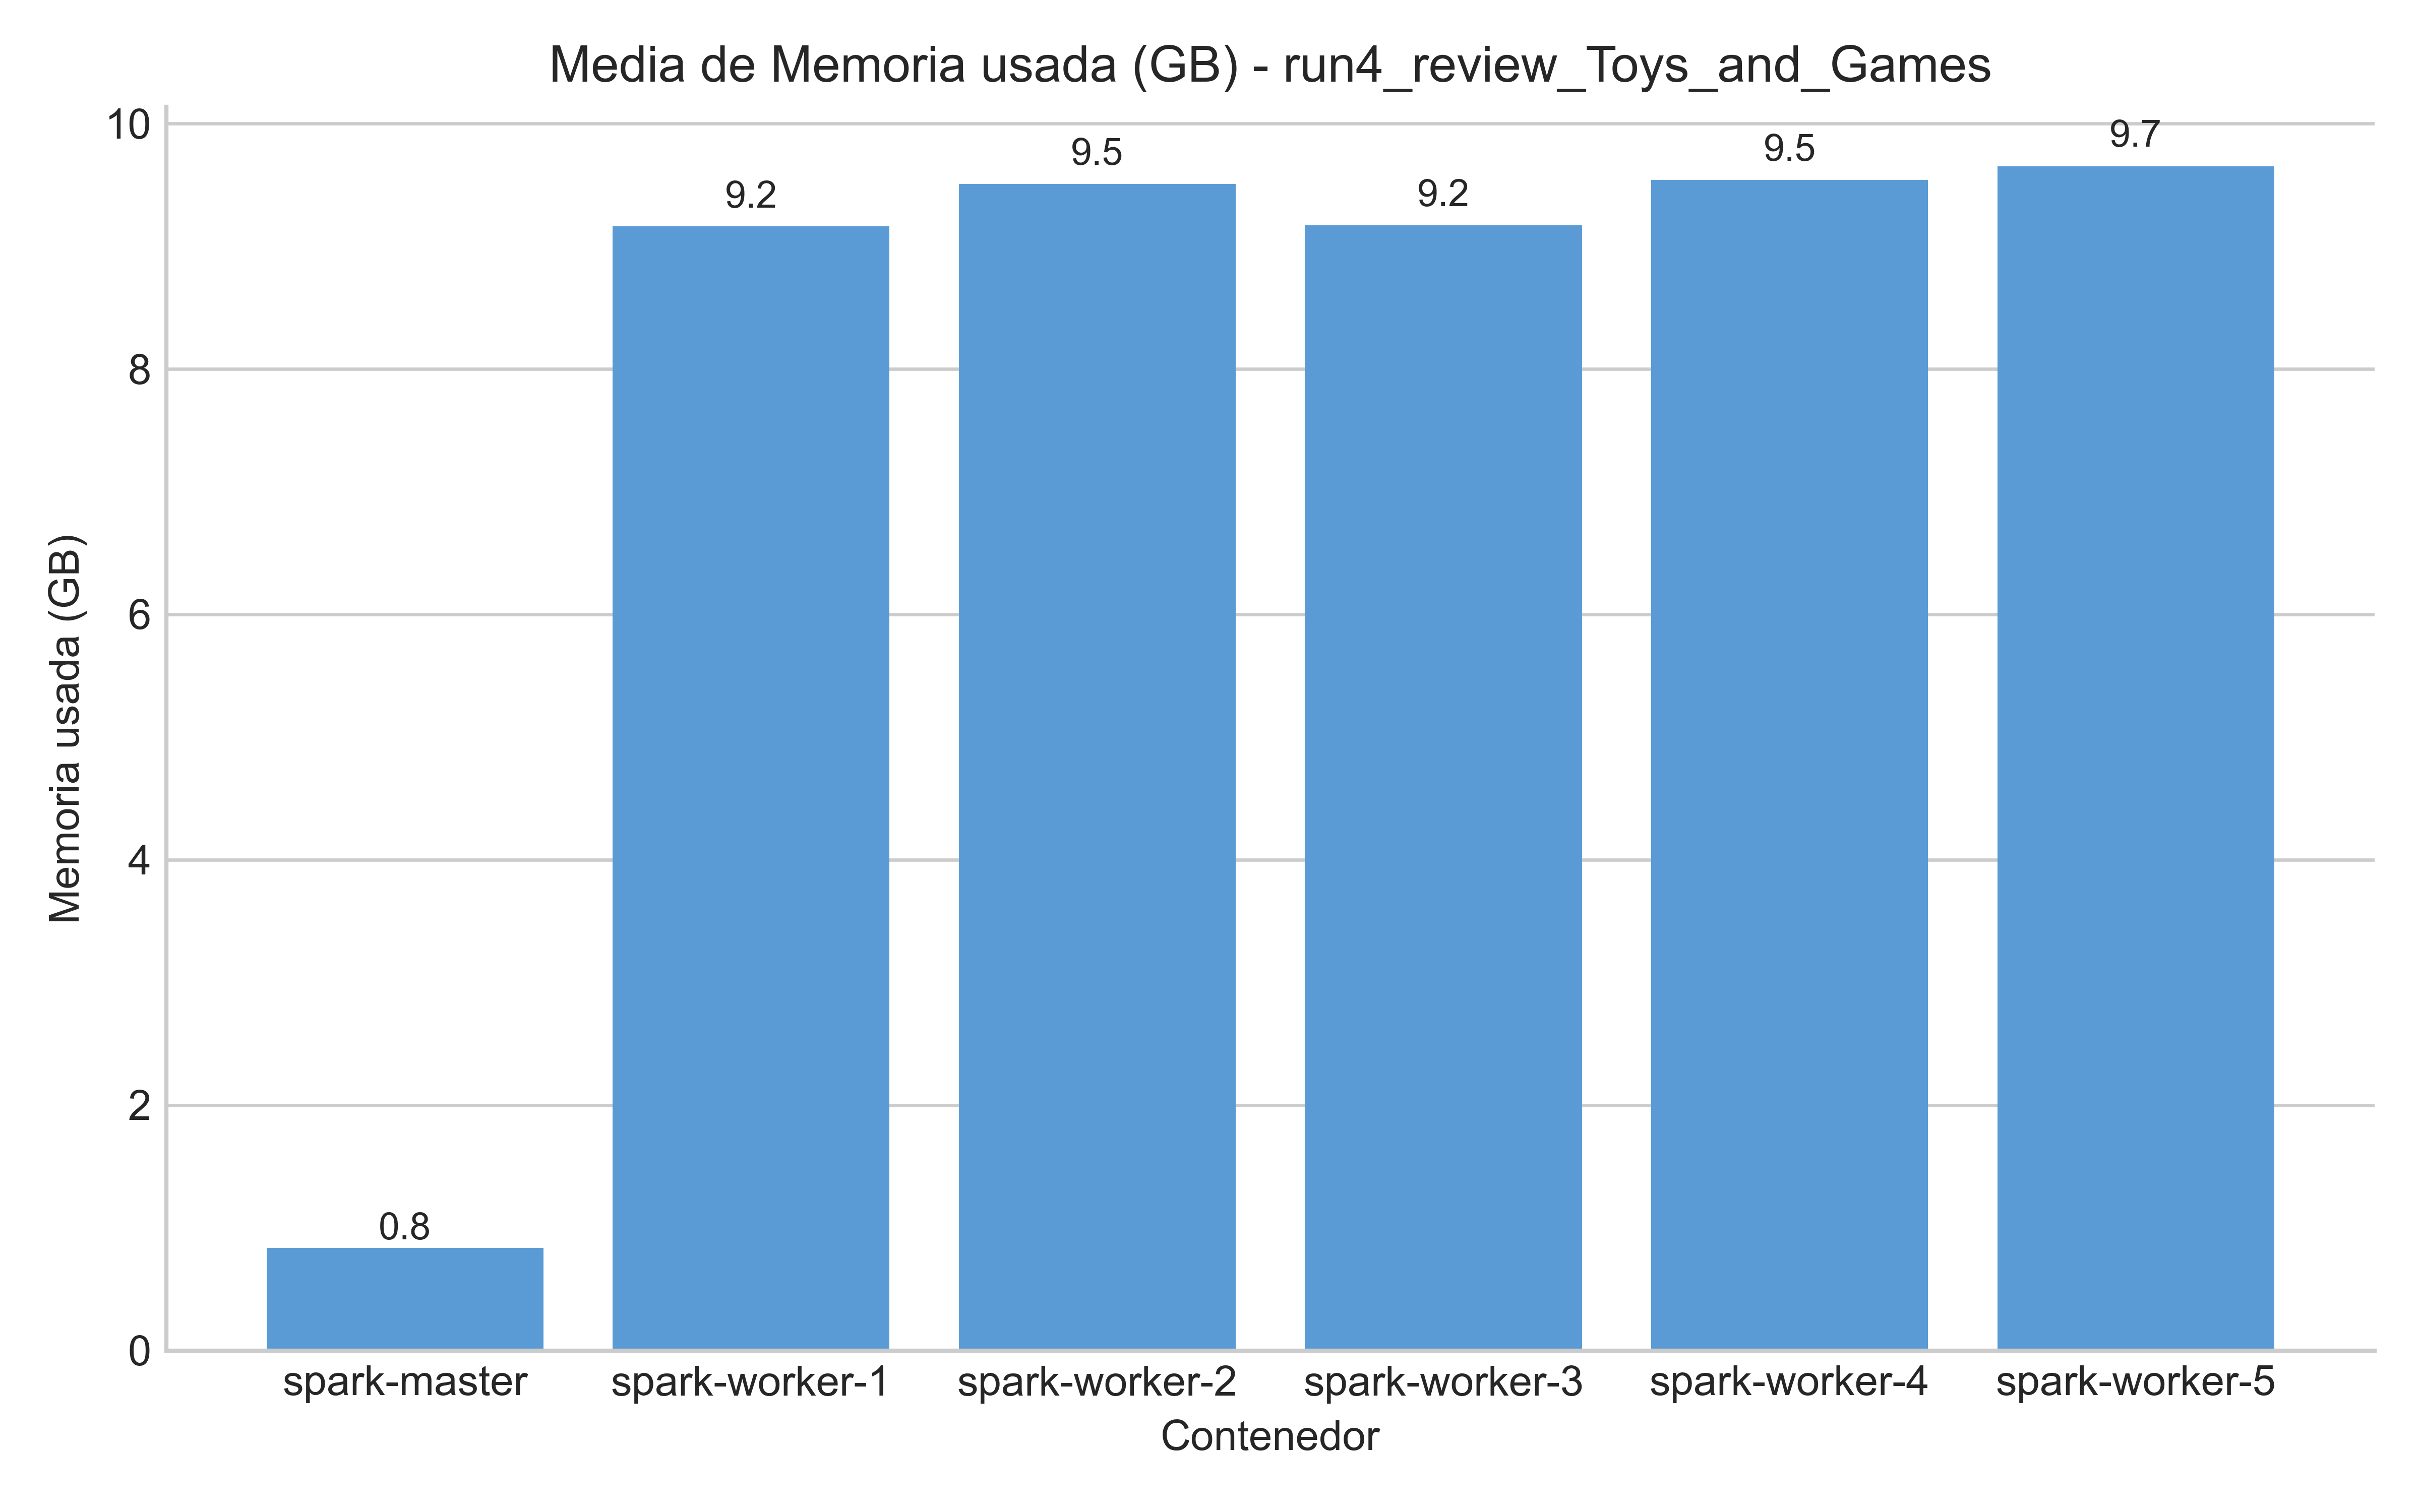 Media de Memoria usada (GB) - run4_review_Toys_and_Games
Memoria usada (GB)
10
8
6
4
2
0
0.8
9.2
9.5
9.2
9.5
9.7
spark-master
spark-worker-1
spark-worker-2
spark-worker-3
spark-worker-4
spark-worker-5
Contenedor